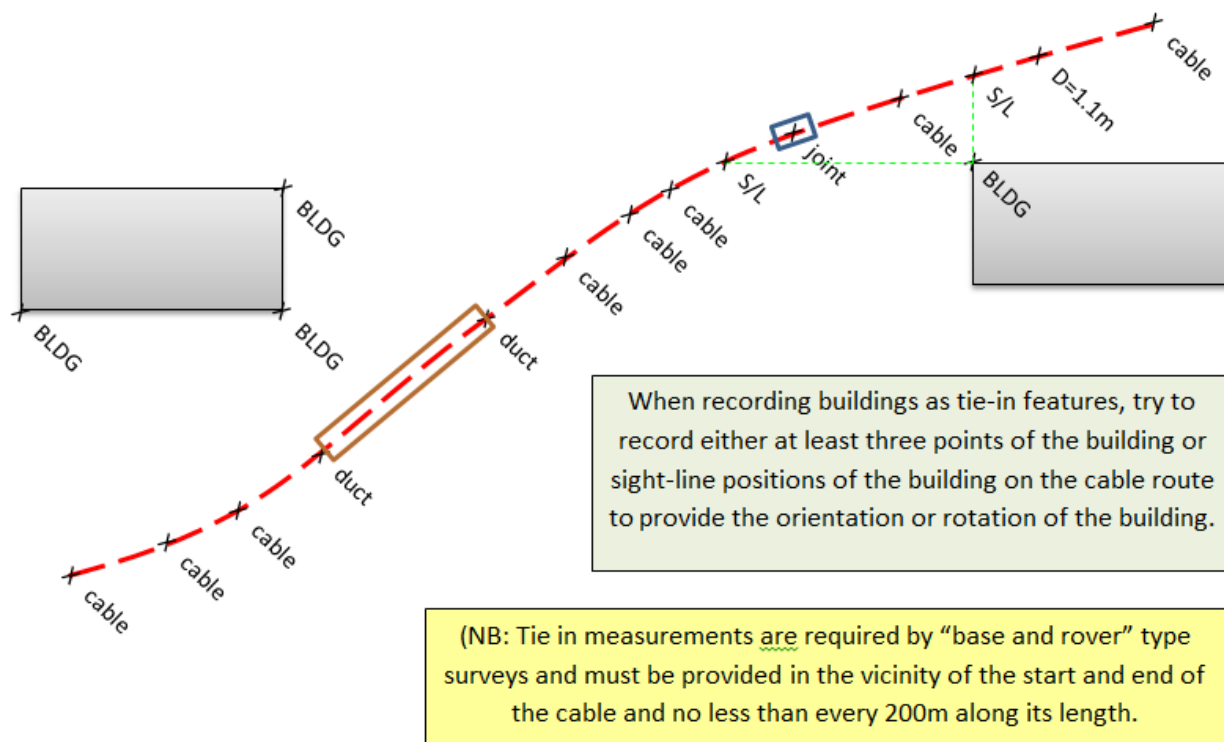 cable
D=1.1m
S/L
cable
joint
BLDG
S/L
cable
cable
BLDG
cable
BLDG
BLDG
duct
duct
cable
cable
cable
When recording buildings as tie-in features, try to
record either at least three points of the building or
sight-line positions of the building on the cable route
to provide the orientation or rotation of the building.
(NB: Tie in measurements are required by “base and rover” type
surveys and must be provided in the vicinity of the start and end of
the cable and no less than every 200m along its length.